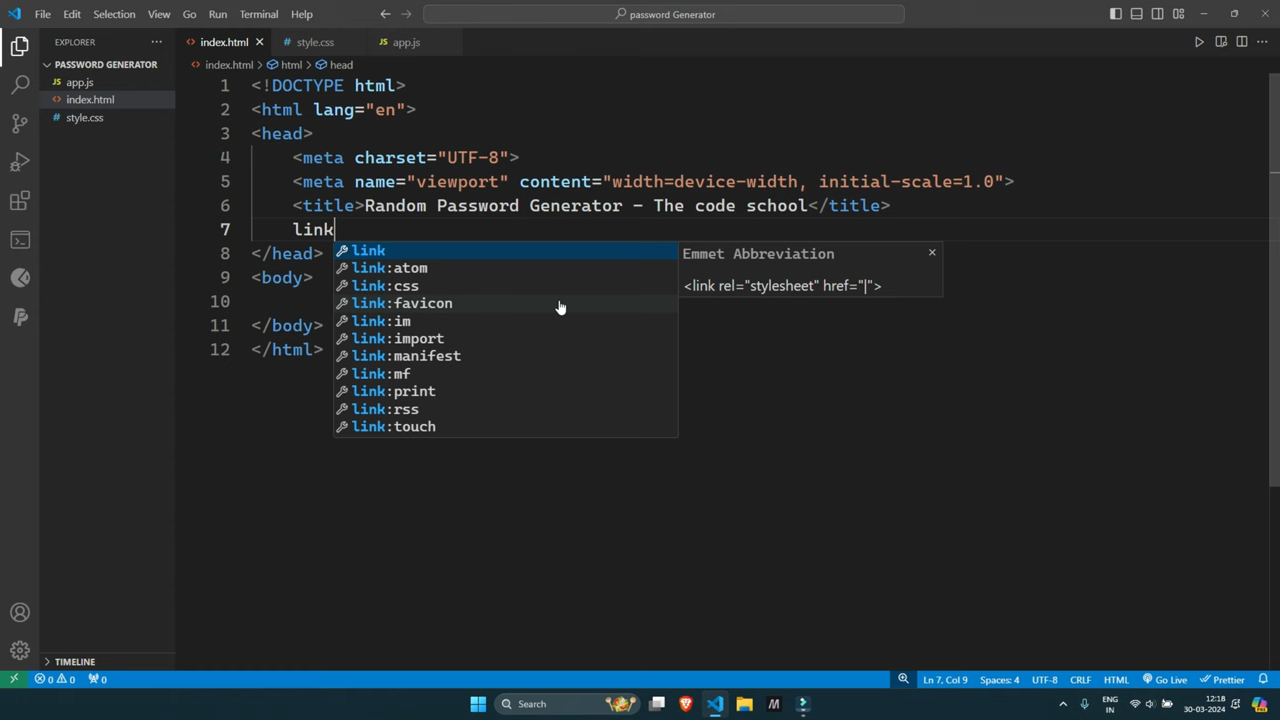 File Edit Selection View Go Run Terminal Help
password Generator
EXPLORER
index.html
style.css
app.js
PASSWORD GENERATOR
app.js
index.html
style.css
index.html > html > head
1 <!DOCTYPE html>
2 <html lang="en">
3 <head>
4 <meta charset="UTF-8">
5 <meta name="viewport" content="width=device-width, initial-scale=1.0">
6 <title>Random Password Generator - The code school</title>
7 link
8 </head>
9 <body>
10
11 </body>
12 </html>
link
link:atom
link:css
link:favicon
link:im
link:import
link:manifest
link:mf
link:print
link:rss
link:touch
Emmet Abbreviation
<link rel="stylesheet" href="|">
TIMELINE
0 0 0
Ln 7, Col 9 Spaces: 4 UTF-8 CRLF HTML Go Live Prettier
Search
ENG
IN
12:18
30-03-2024